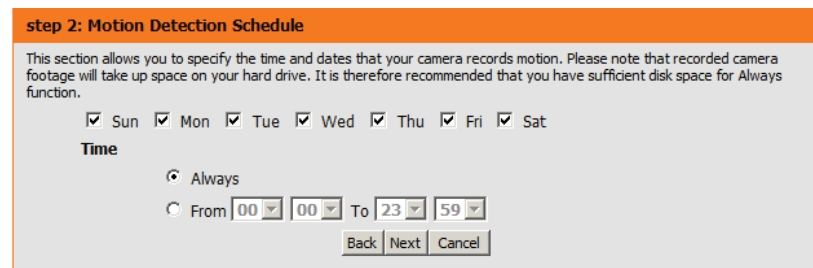 step 2: Motion Detection Schedule
This section allows you to specify the time and dates that your camera records motion. Please note that recorded camera
footage will take up space on your hard drive. It is therefore recommended that you have sufficient disk space for Always
function.
Sun Mon Tue Wed Thu Fri Sat
Time
Always
From 00 00 To 23 59
Back Next Cancel